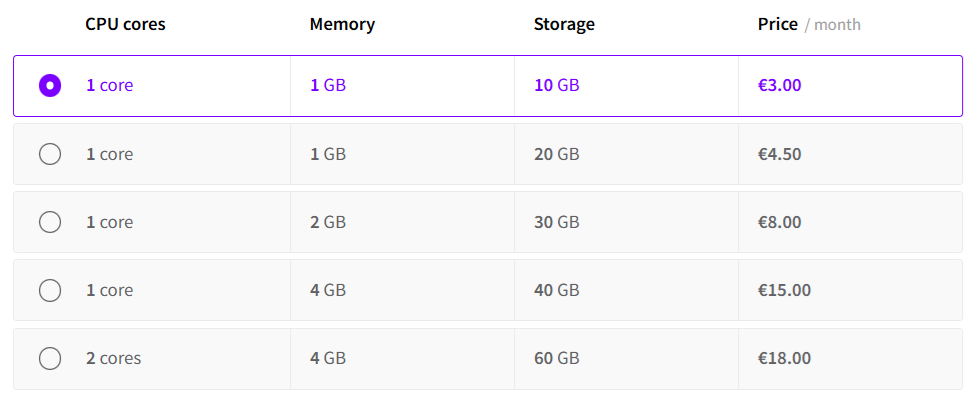 CPU cores Memory Storage Price / month
1 core 1 GB 10 GB €3.00
1 core 1 GB 20 GB €4.50
1 core 2 GB 30 GB €8.00
1 core 4 GB 40 GB €15.00
2 cores 4 GB 60 GB €18.00